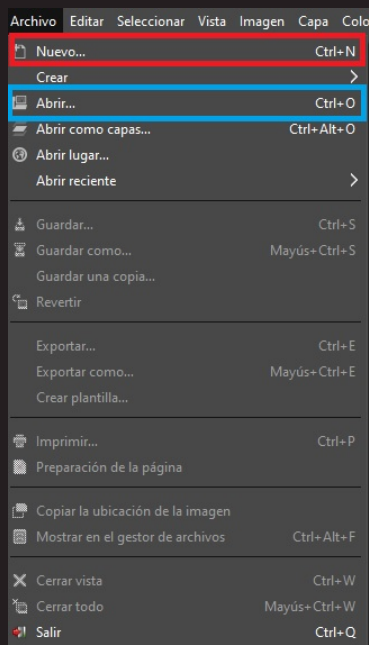 Archivo Editar Seleccionar Vista Imagen Capa Colo
Nuevo... Ctrl+N
Crear >
Abrir... Ctrl+O
Abrir como capas... Ctrl+Alt+O
Abrir lugar...
Abrir reciente >
Guardar... Ctrl+S
Guardar como... Mayús+Ctrl+S
Guardar una copia...
Revertir
Exportar... Ctrl+E
Exportar como... Mayús+Ctrl+E
Crear plantilla...
Imprimir... Ctrl+P
Preparación de la página
Copiar la ubicación de la imagen
Mostrar en el gestor de archivos Ctrl+Alt+F
Cerrar vista Ctrl+W
Cerrar todo Mayús+Ctrl+W
Salir Ctrl+Q